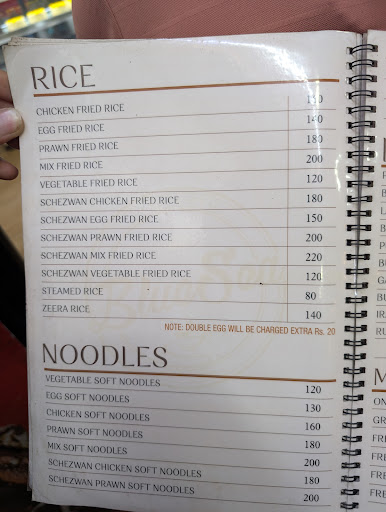 RICE
CHICKEN FRIED RICE 150
EGG FRIED RICE 140
PRAWN FRIED RICE 180
MIX FRIED RICE 200
VEGETABLE FRIED RICE 120
SCHEZWAN CHICKEN FRIED RICE 180
SCHEZWAN EGG FRIED RICE 150
SCHEZWAN PRAWN FRIED RICE 200
SCHEZWAN MIX FRIED RICE 220
SCHEZWAN VEGETABLE FRIED RICE 120
STEAMED RICE 80
ZEERA RICE 140
NOTE: DOUBLE EGG WILL BE CHARGED EXTRA Rs. 20
NOODLES
VEGETABLE SOFT NOODLES 120
EGG SOFT NOODLES 130
CHICKEN SOFT NOODLES 160
PRAWN SOFT NOODLES 180
MIX SOFT NOODLES 200
SCHEZWAN CHICKEN SOFT NOODLES 180
SCHEZWAN PRAWN SOFT NOODLES 200